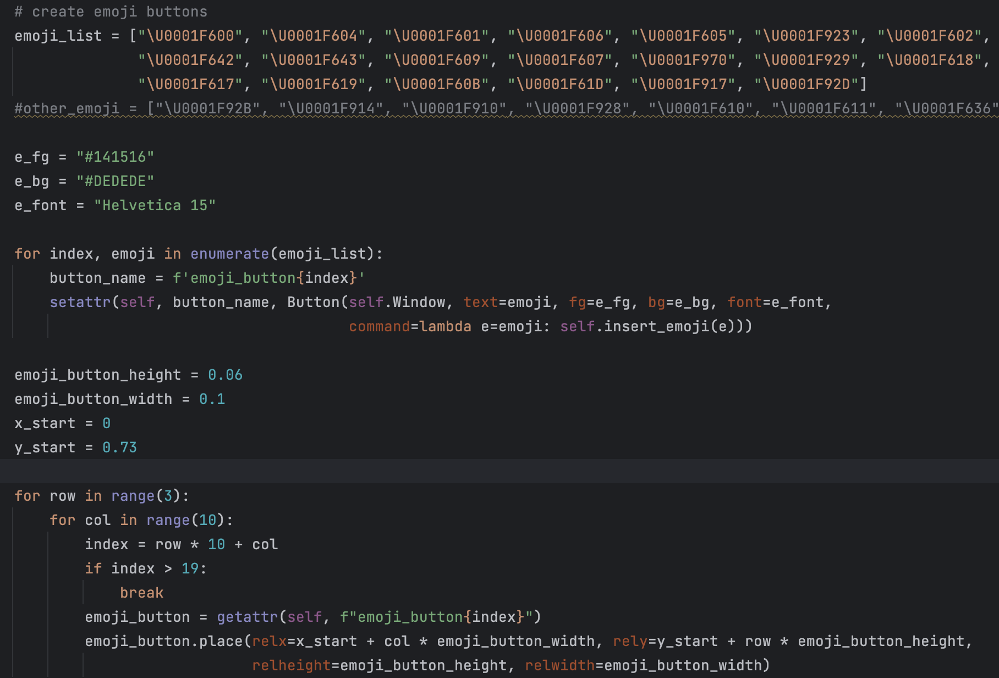 # create emoji buttons
emoji_list = ["\U0001F600", "\U0001F604", "\U0001F601", "\U0001F606", "\U0001F605", "\U0001F923", "\U0001F602",
"\U0001F642", "\U0001F643", "\U0001F609", "\U0001F607", "\U0001F970", "\U0001F929", "\U0001F618",
"\U0001F617", "\U0001F619", "\U0001F60B", "\U0001F61D", "\U0001F917", "\U0001F92D"]
#other_emoji = ["\U0001F92B", "\U0001F914", "\U0001F910", "\U0001F928", "\U0001F610", "\U0001F611", "\U0001F636"
e_fg = "#141516"
e_bg = "#DEDEDE"
e_font = "Helvetica 15"
for index, emoji in enumerate(emoji_list):
button_name = f'emoji_button{index}'
setattr(self, button_name, Button(self.Window, text=emoji, fg=e_fg, bg=e_bg, font=e_font,
command=lambda e=emoji: self.insert_emoji(e)))
emoji_button_height = 0.06
emoji_button_width = 0.1
x_start = 0
y_start = 0.73
for row in range(3):
for col in range(10):
index = row * 10 + col
if index > 19:
break
emoji_button = getattr(self, f"emoji_button{index}")
emoji_button.place(relx=x_start + col * emoji_button_width, rely=y_start + row * emoji_button_height,
relheight=emoji_button_height, relwidth=emoji_button_width)